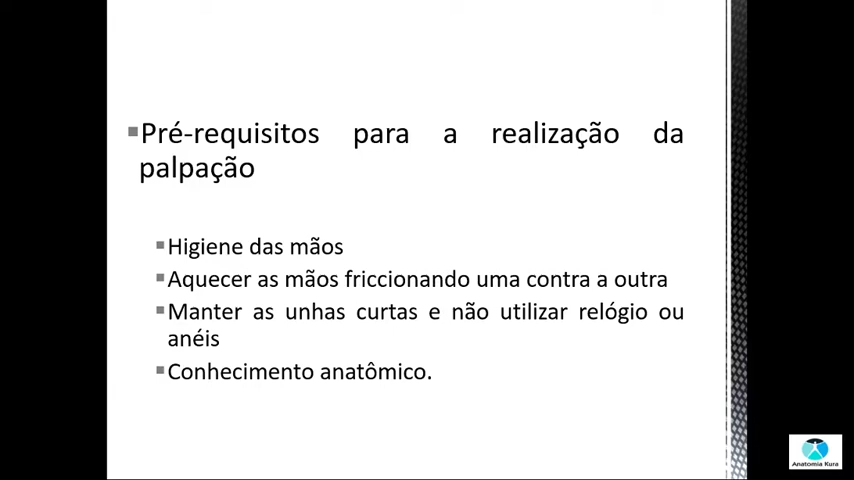 ▪Pré-requisitos para a realização da
palpação
▪Higiene das mãos
▪Aquecer as mãos friccionando uma contra a outra
▪Manter as unhas curtas e não utilizar relógio ou
anéis
▪Conhecimento anatômico.
Anatomia Kura